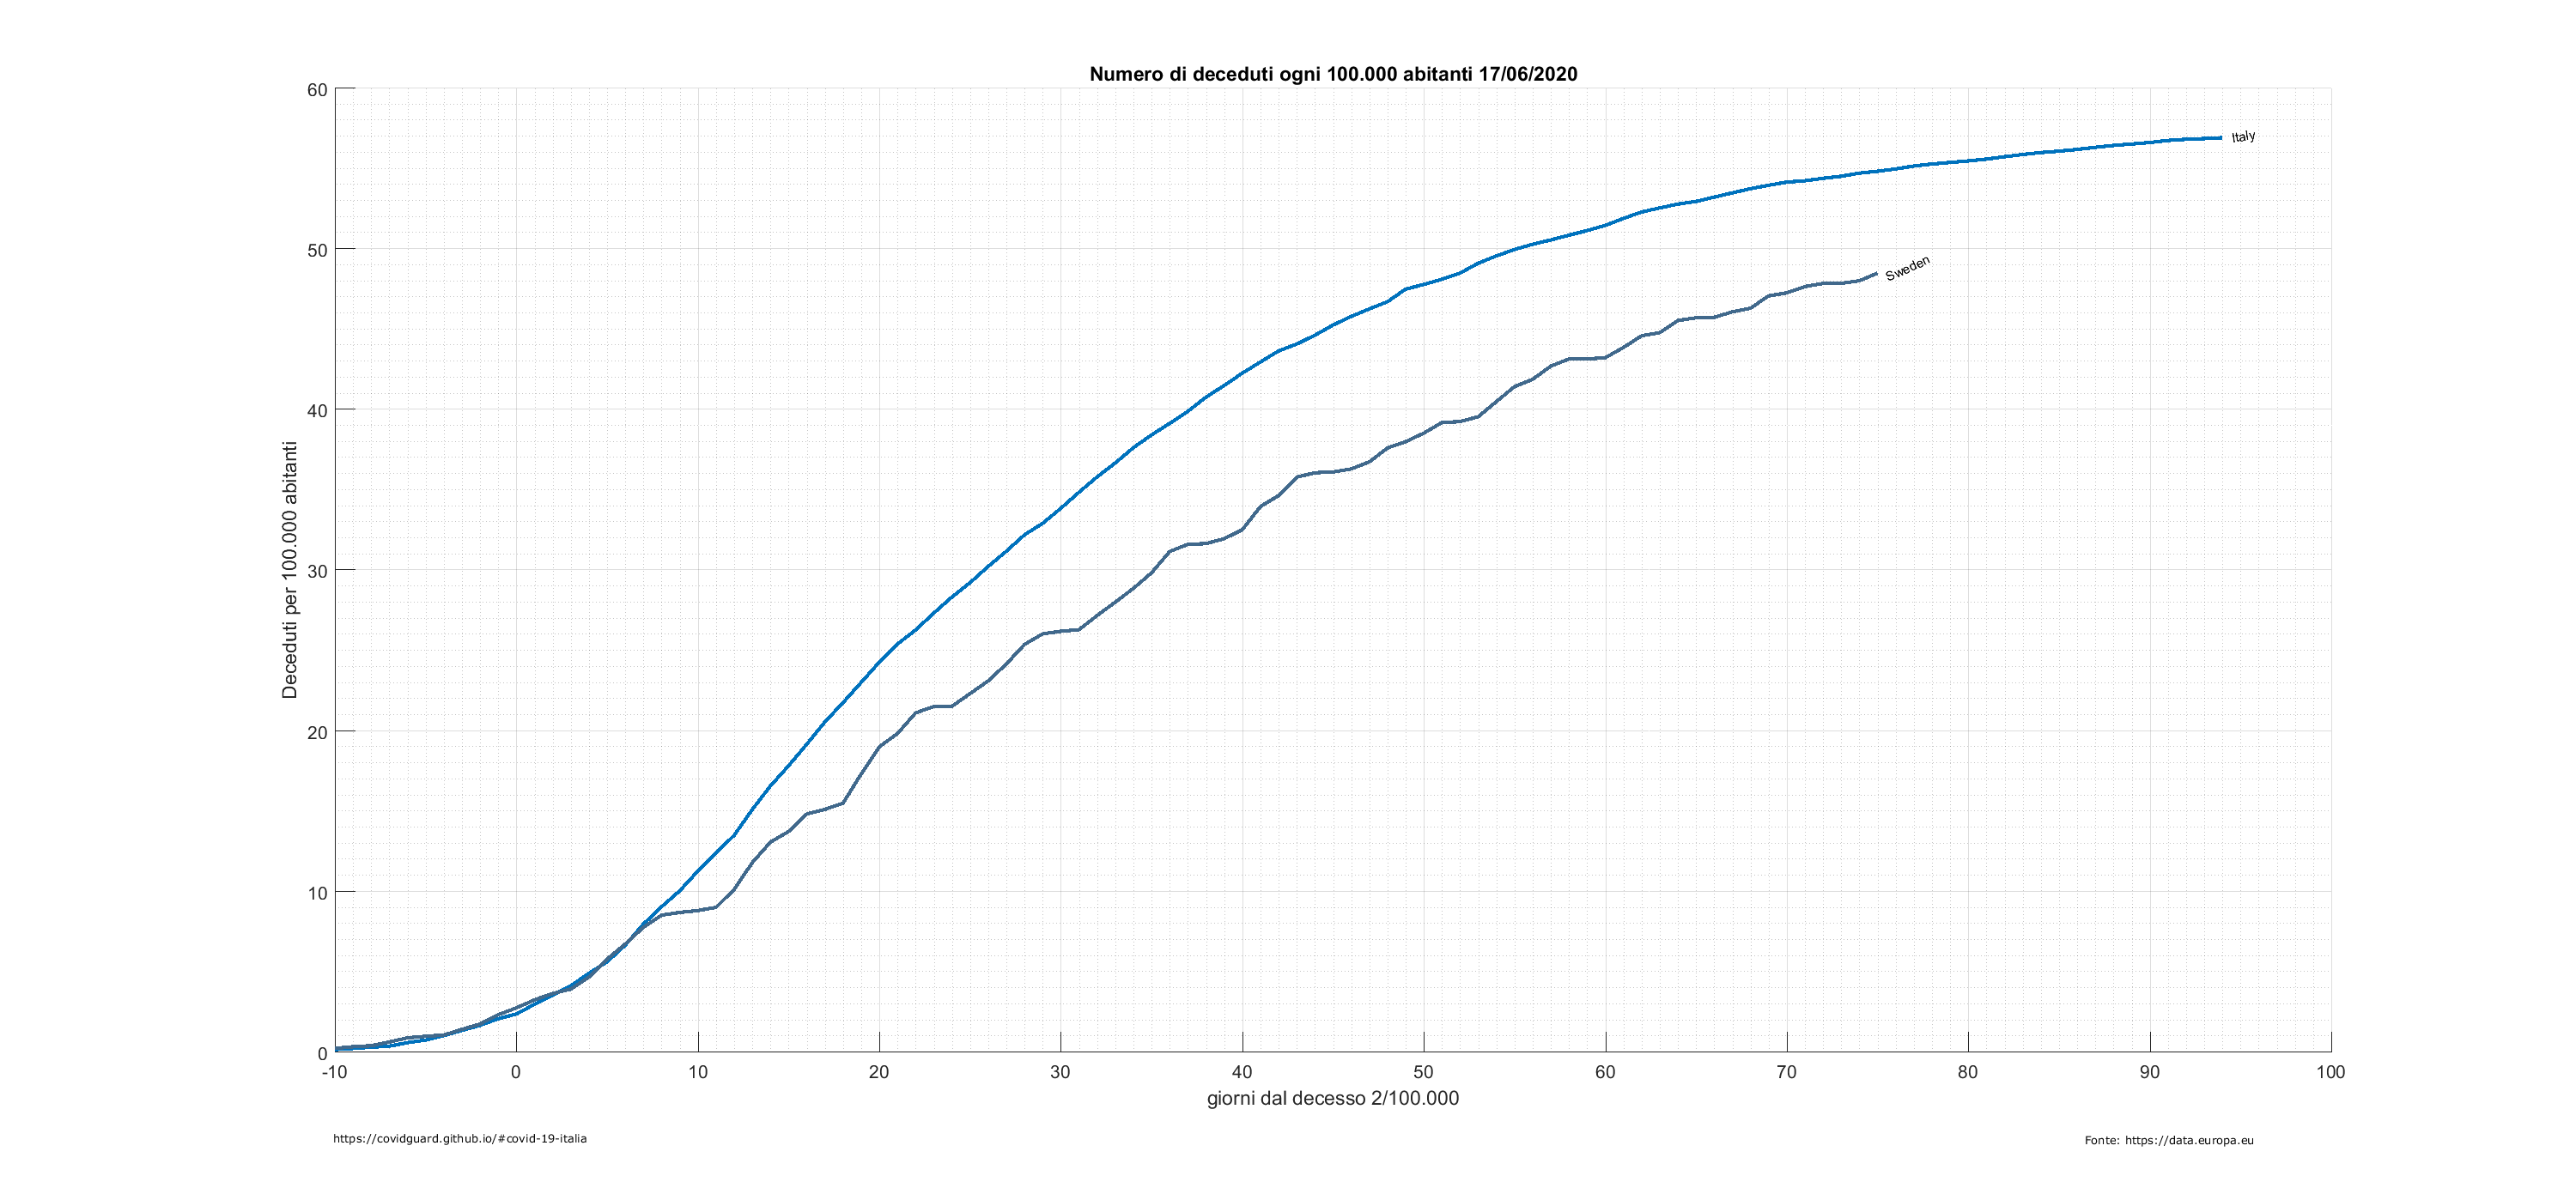 Numero di deceduti ogni 100.000 abitanti 17/06/2020
60
50
40
30
20
10
0
Deceduti per 100.000 abitanti
Italy
Sweden
-10 0 10 20 30 40 50 60 70 80 90 100
giorni dal decesso 2/100.000
https://covidguard.github.io/#covid-19-italia
Fonte: https://data.europa.eu